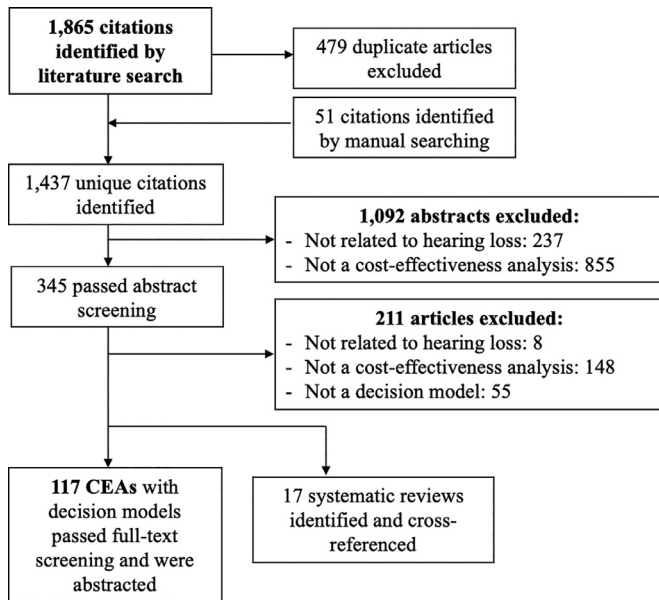 1,865 citations
identified by
literature search
479 duplicate articles
excluded
51 citations identified
by manual searching
1,437 unique citations
identified
1,092 abstracts excluded:
- Not related to hearing loss: 237
- Not a cost-effectiveness analysis: 855
345 passed abstract
screening
211 articles excluded:
- Not related to hearing loss: 8
- Not a cost-effectiveness analysis: 148
- Not a decision model: 55
117 CEAs with
decision models
passed full-text
screening and were
abstracted
17 systematic reviews
identified and cross-
referenced